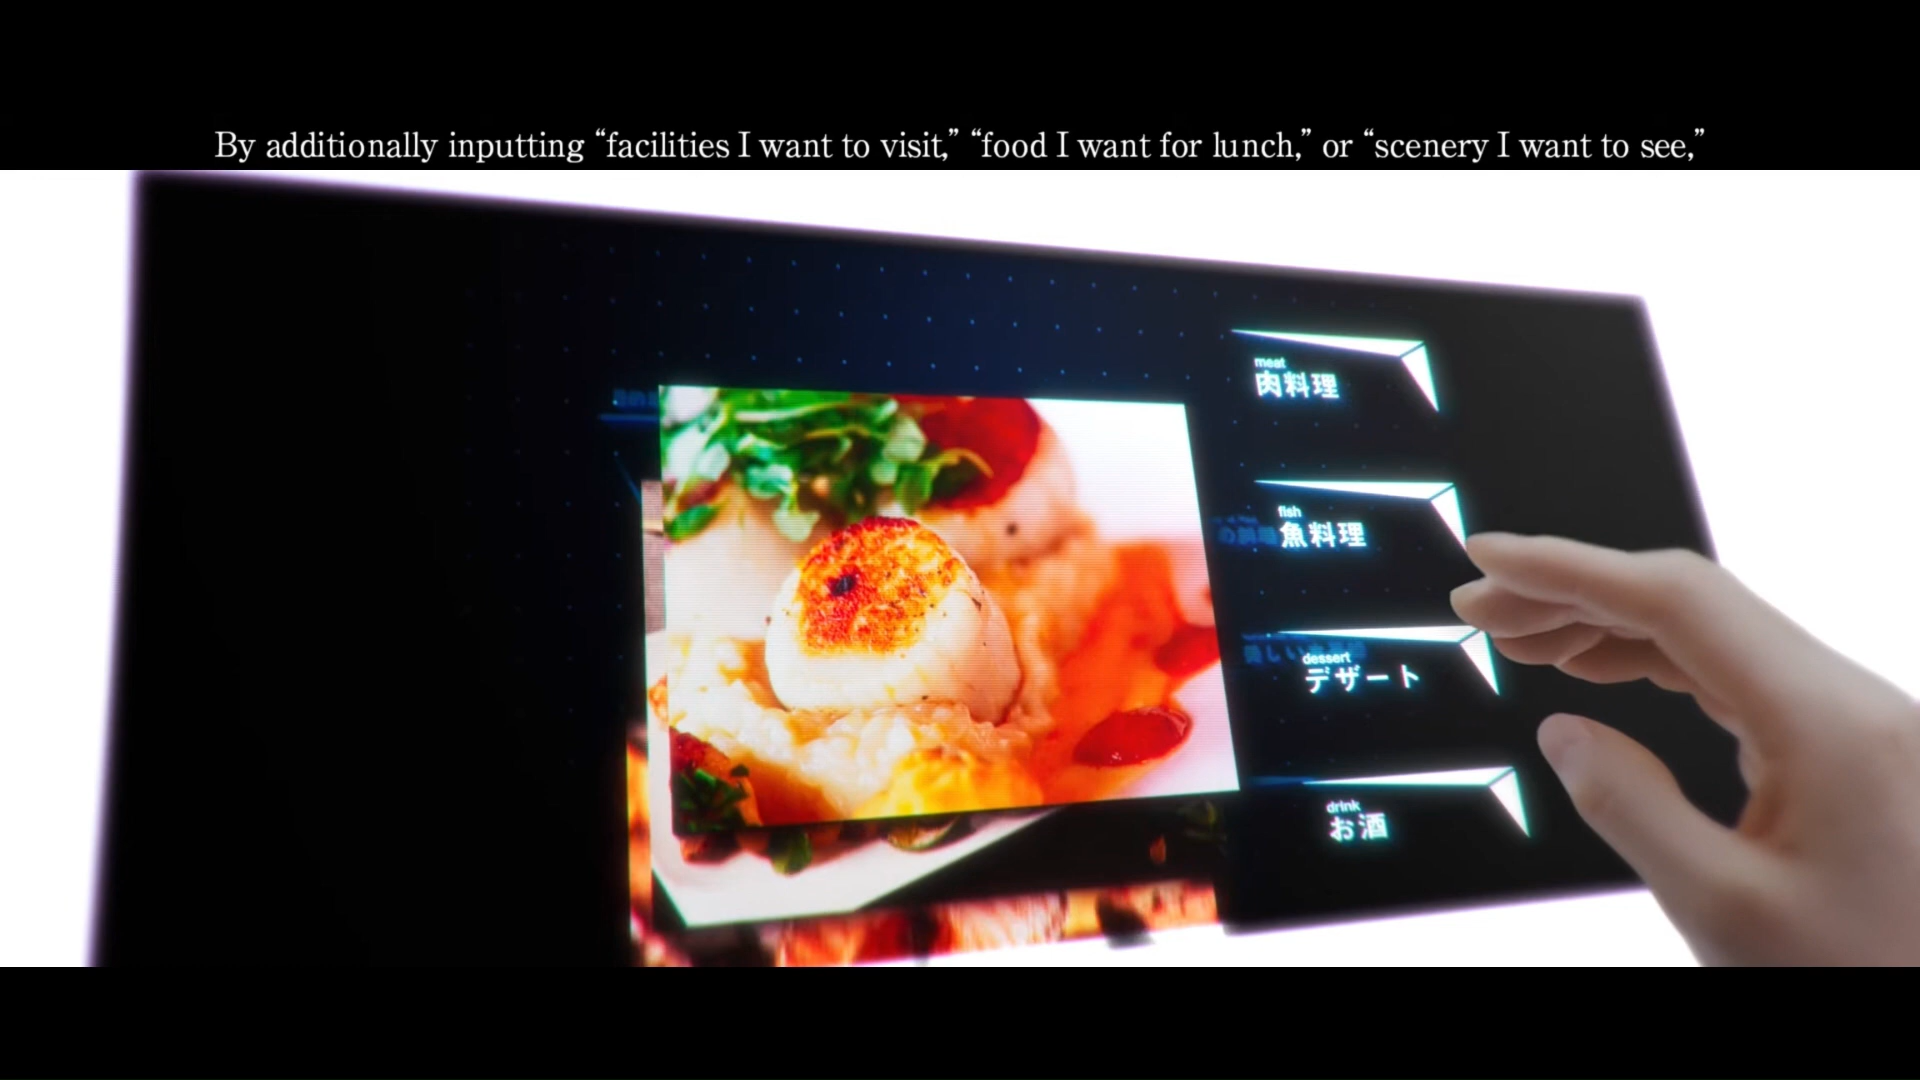 By additionally inputting “facilities I want to visit,” “food I want for lunch,” or “scenery I want to see,”
meat
肉料理
fish
魚料理
dessert
デザート
drink
お酒